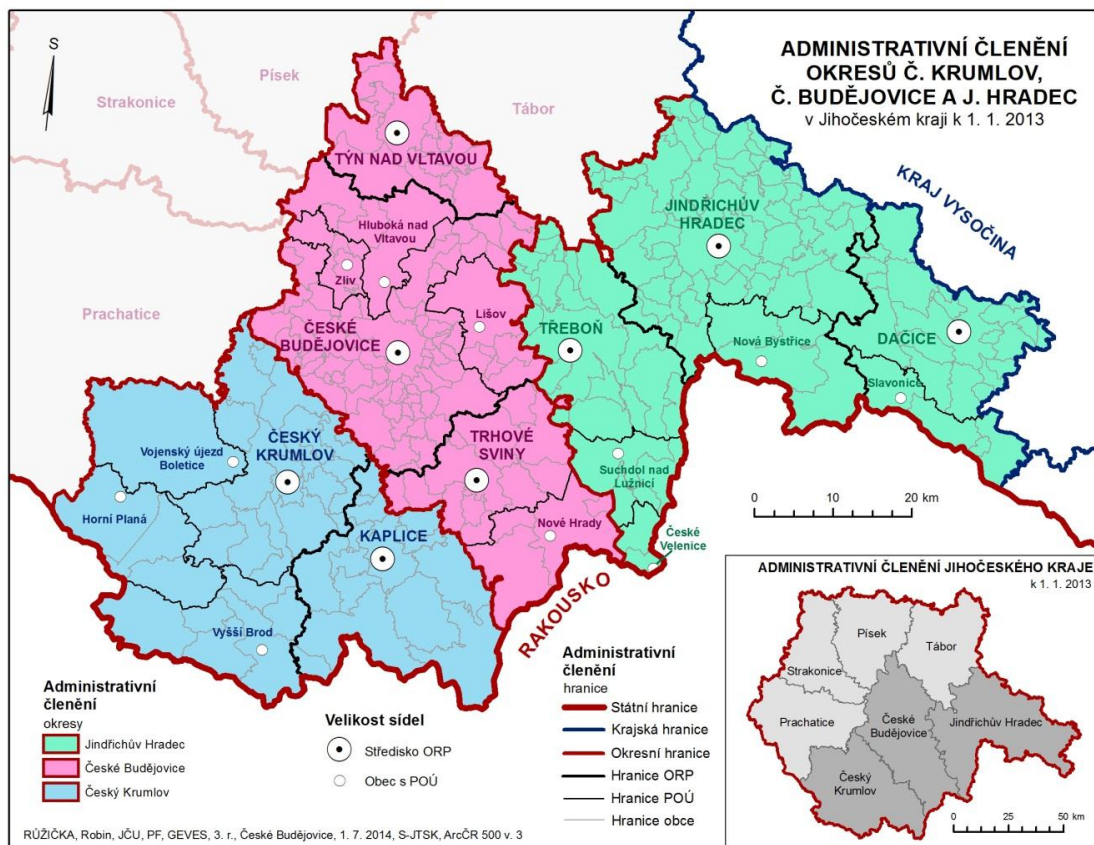 S
ADMINISTRATIVNÍ ČLENĚNÍ
OKRESŮ Č. KRUMLOV,
Č. BUDĚJOVICE A J. HRADEC
v Jihočeském kraji k 1. 1. 2013
Písek
Strakonice
Tábor
Prachatice
KRAJ VYSOČINA
TÝN NAD VLTAVOU
Hluboká nad
Vltavou
Zliv
Lišov
ČESKÉ
BUDĚJOVICE
TRHOVÉ
SVINY
Nové Hrady
JINDŘICHŮV
HRADEC
TŘEBOŇ
Nová Bystřice
DAČICE
Slavonice
Suchdol nad
Lužnicí
České
Velenice
ČESKÝ
KRUMLOV
Vojenský újezd
Boletice
Horní Planá
KAPLICE
Vyšší Brod
RAKOUSKO
0 10 20 km
Administrativní
členění
okresy
Jindřichův Hradec
České Budějovice
Český Krumlov
Velikost sídel
Středisko ORP
Obec s POÚ
Administrativní
členění
hranice
Státní hranice
Krajská hranice
Okresní hranice
Hranice ORP
Hranice POÚ
Hranice obce
ADMINISTRATIVNÍ ČLENĚNÍ JIHOČESKÉHO KRAJE
k 1. 1. 2013
Písek
Tábor
Strakonice
Prachatice
České
Budějovice
Jindřichův Hradec
Český
Krumlov
0 25 50 km
RŮŽIČKA, Robin, JČU, PF, GEVES, 3. r., České Budějovice, 1. 7. 2014, S-JTSK, ArcČR 500 v. 3